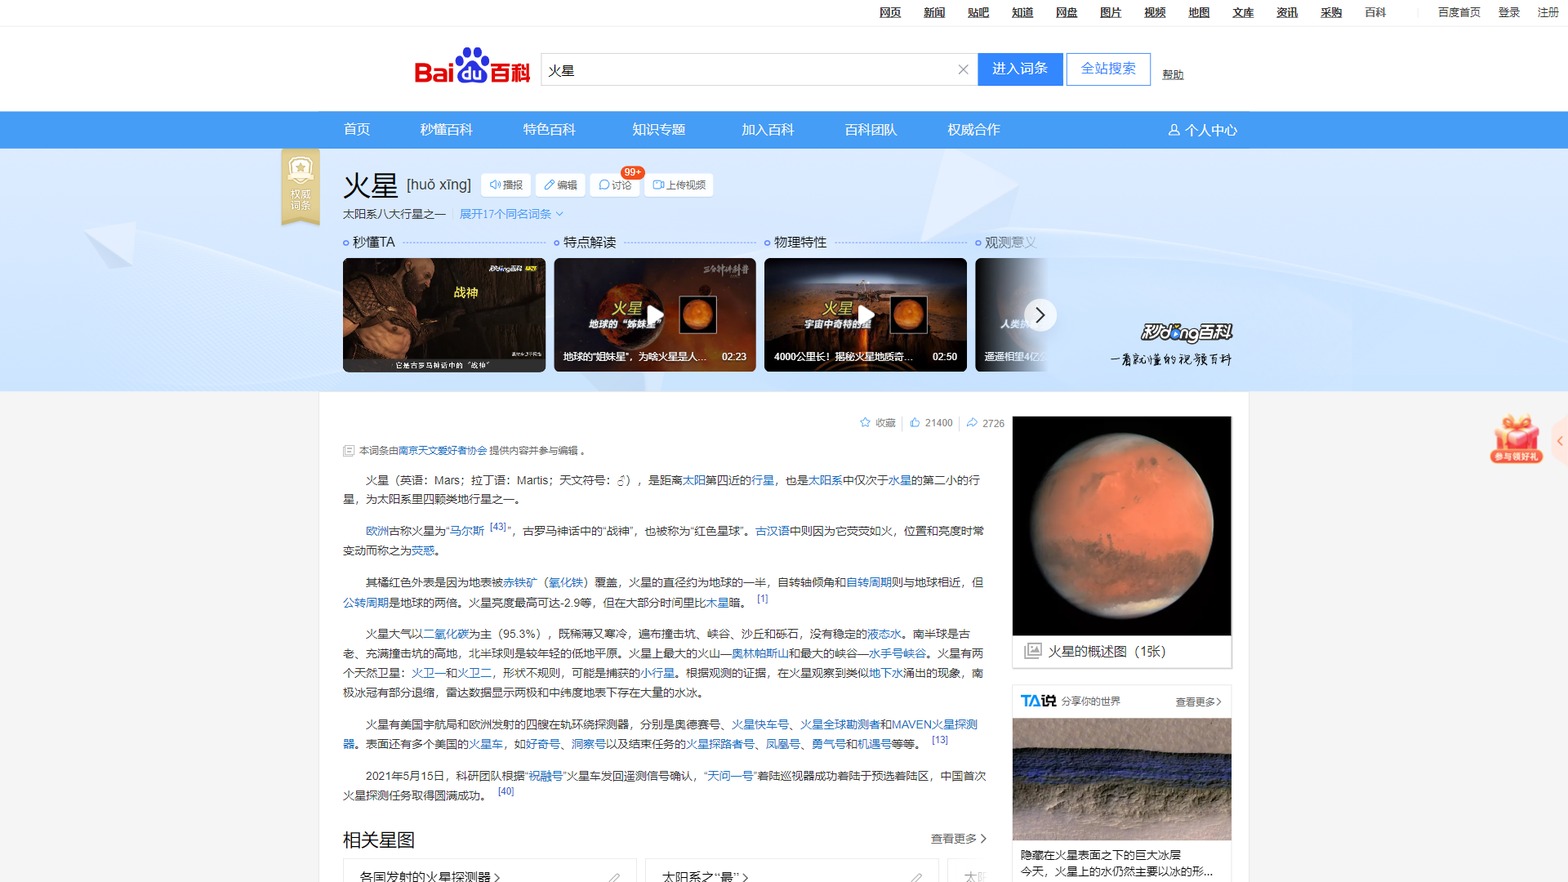 网页 新闻 贴吧 知道 网盘 图片 视频 地图 文库 资讯 采购 百科 百度首页 登录 注册
Bai du 百科 火星 进入词条 全站搜索 帮助
首页 秒懂百科 特色百科 知识专题 加入百科 百科团队 权威合作 个人中心
权威
词条
火星 [huǒ xīng] 播报 编辑 讨论 99+ 上传视频
太阳系八大行星之一 展开17个同名词条
秒懂TA 特点解读 物理特性 观测意义
战神
它是古罗马神话中的“战神”
火星
地球的“姊妹星”
地球的“姐妹星”，为啥火星是人... 02:23
火星
宇宙中奇特的星
4000公里长！揭秘火星地质奇... 02:50
遥遥相望4亿公
秒dong百科
一看就懂的视频百科
收藏 21400 2726
本词条由南京天文爱好者协会 提供内容并参与编辑 。
火星（英语：Mars；拉丁语：Martis；天文符号：♂），是距离太阳第四近的行星，也是太阳系中仅次于水星的第二小的行
星，为太阳系里四颗类地行星之一。
欧洲古称火星为“马尔斯 [43]”，古罗马神话中的“战神”，也被称为“红色星球”。古汉语中则因为它荧荧如火，位置和亮度时常
变动而称之为荧惑。
其橘红色外表是因为地表被赤铁矿（氧化铁）覆盖，火星的直径约为地球的一半，自转轴倾角和自转周期则与地球相近，但
公转周期是地球的两倍。火星亮度最高可达-2.9等，但在大部分时间里比木星暗。 [1]
火星大气以二氧化碳为主（95.3%），既稀薄又寒冷，遍布撞击坑、峡谷、沙丘和砾石，没有稳定的液态水。南半球是古
老、充满撞击坑的高地，北半球则是较年轻的低地平原。火星上最大的火山—奥林帕斯山和最大的峡谷—水手号峡谷。火星有两
个天然卫星：火卫一和火卫二，形状不规则，可能是捕获的小行星。根据观测的证据，在火星观察到类似地下水涌出的现象，南
极冰冠有部分退缩，雷达数据显示两极和中纬度地表下存在大量的水冰。
火星有美国宇航局和欧洲发射的四艘在轨环绕探测器，分别是奥德赛号、火星快车号、火星全球勘测者和MAVEN火星探测
器。表面还有多个美国的火星车，如好奇号、洞察号以及结束任务的火星探路者号、凤凰号、勇气号和机遇号等等。 [13]
2021年5月15日，科研团队根据“祝融号”火星车发回遥测信号确认，“天问一号”着陆巡视器成功着陆于预选着陆区，中国首次
火星探测任务取得圆满成功。 [40]
相关星图 查看更多
各国发射的火星探测器 太阳系之“最” 太阳
火星的概述图（1张）
TA说 分享你的世界 查看更多
隐藏在火星表面之下的巨大冰层
今天，火星上的水仍然主要以冰的形...
参与领好礼